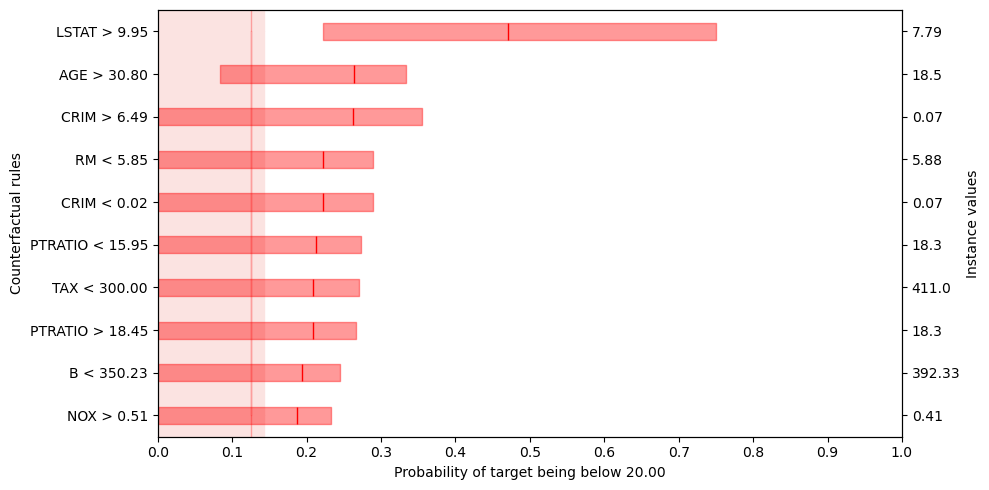 Counterfactual rules
LSTAT > 9.95
7.79
AGE > 30.80
18.5
CRIM > 6.49
0.07
RM < 5.85
5.88
CRIM < 0.02
0.07
PTRATIO < 15.95
18.3
TAX < 300.00
411.0
PTRATIO > 18.45
18.3
B < 350.23
392.33
NOX > 0.51
0.41
Instance values
0.0 0.1 0.2 0.3 0.4 0.5 0.6 0.7 0.8 0.9 1.0
Probability of target being below 20.00